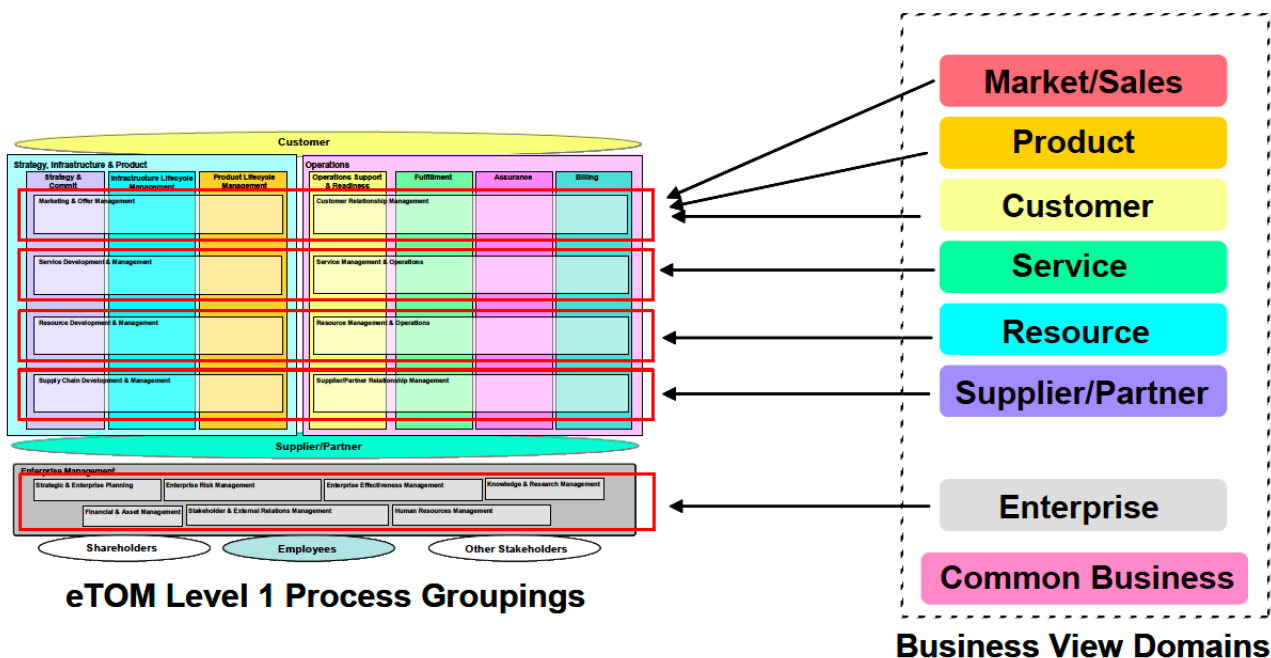 Customer
Strategy, Infrastructure & Product
Operations
Strategy &
Commit
Infrastructure Lifecycle
Management
Product Lifecycle
Management
Operations Support
& Readiness
Fulfillment
Assurance
Billing
Marketing & Offer Management
Customer Relationship Management
Service Development & Management
Service Management & Operations
Resource Development & Management
Resource Management & Operations
Supply Chain Development & Management
Supplier/Partner Relationship Management
Supplier/Partner
Enterprise Management
Strategic & Enterprise Planning
Enterprise Risk Management
Enterprise Effectiveness Management
Knowledge & Research Management
Financial & Asset Management
Stakeholder & External Relations Management
Human Resources Management
Shareholders
Employees
Other Stakeholders
eTOM Level 1 Process Groupings
Market/Sales
Product
Customer
Service
Resource
Supplier/Partner
Enterprise
Common Business
Business View Domains